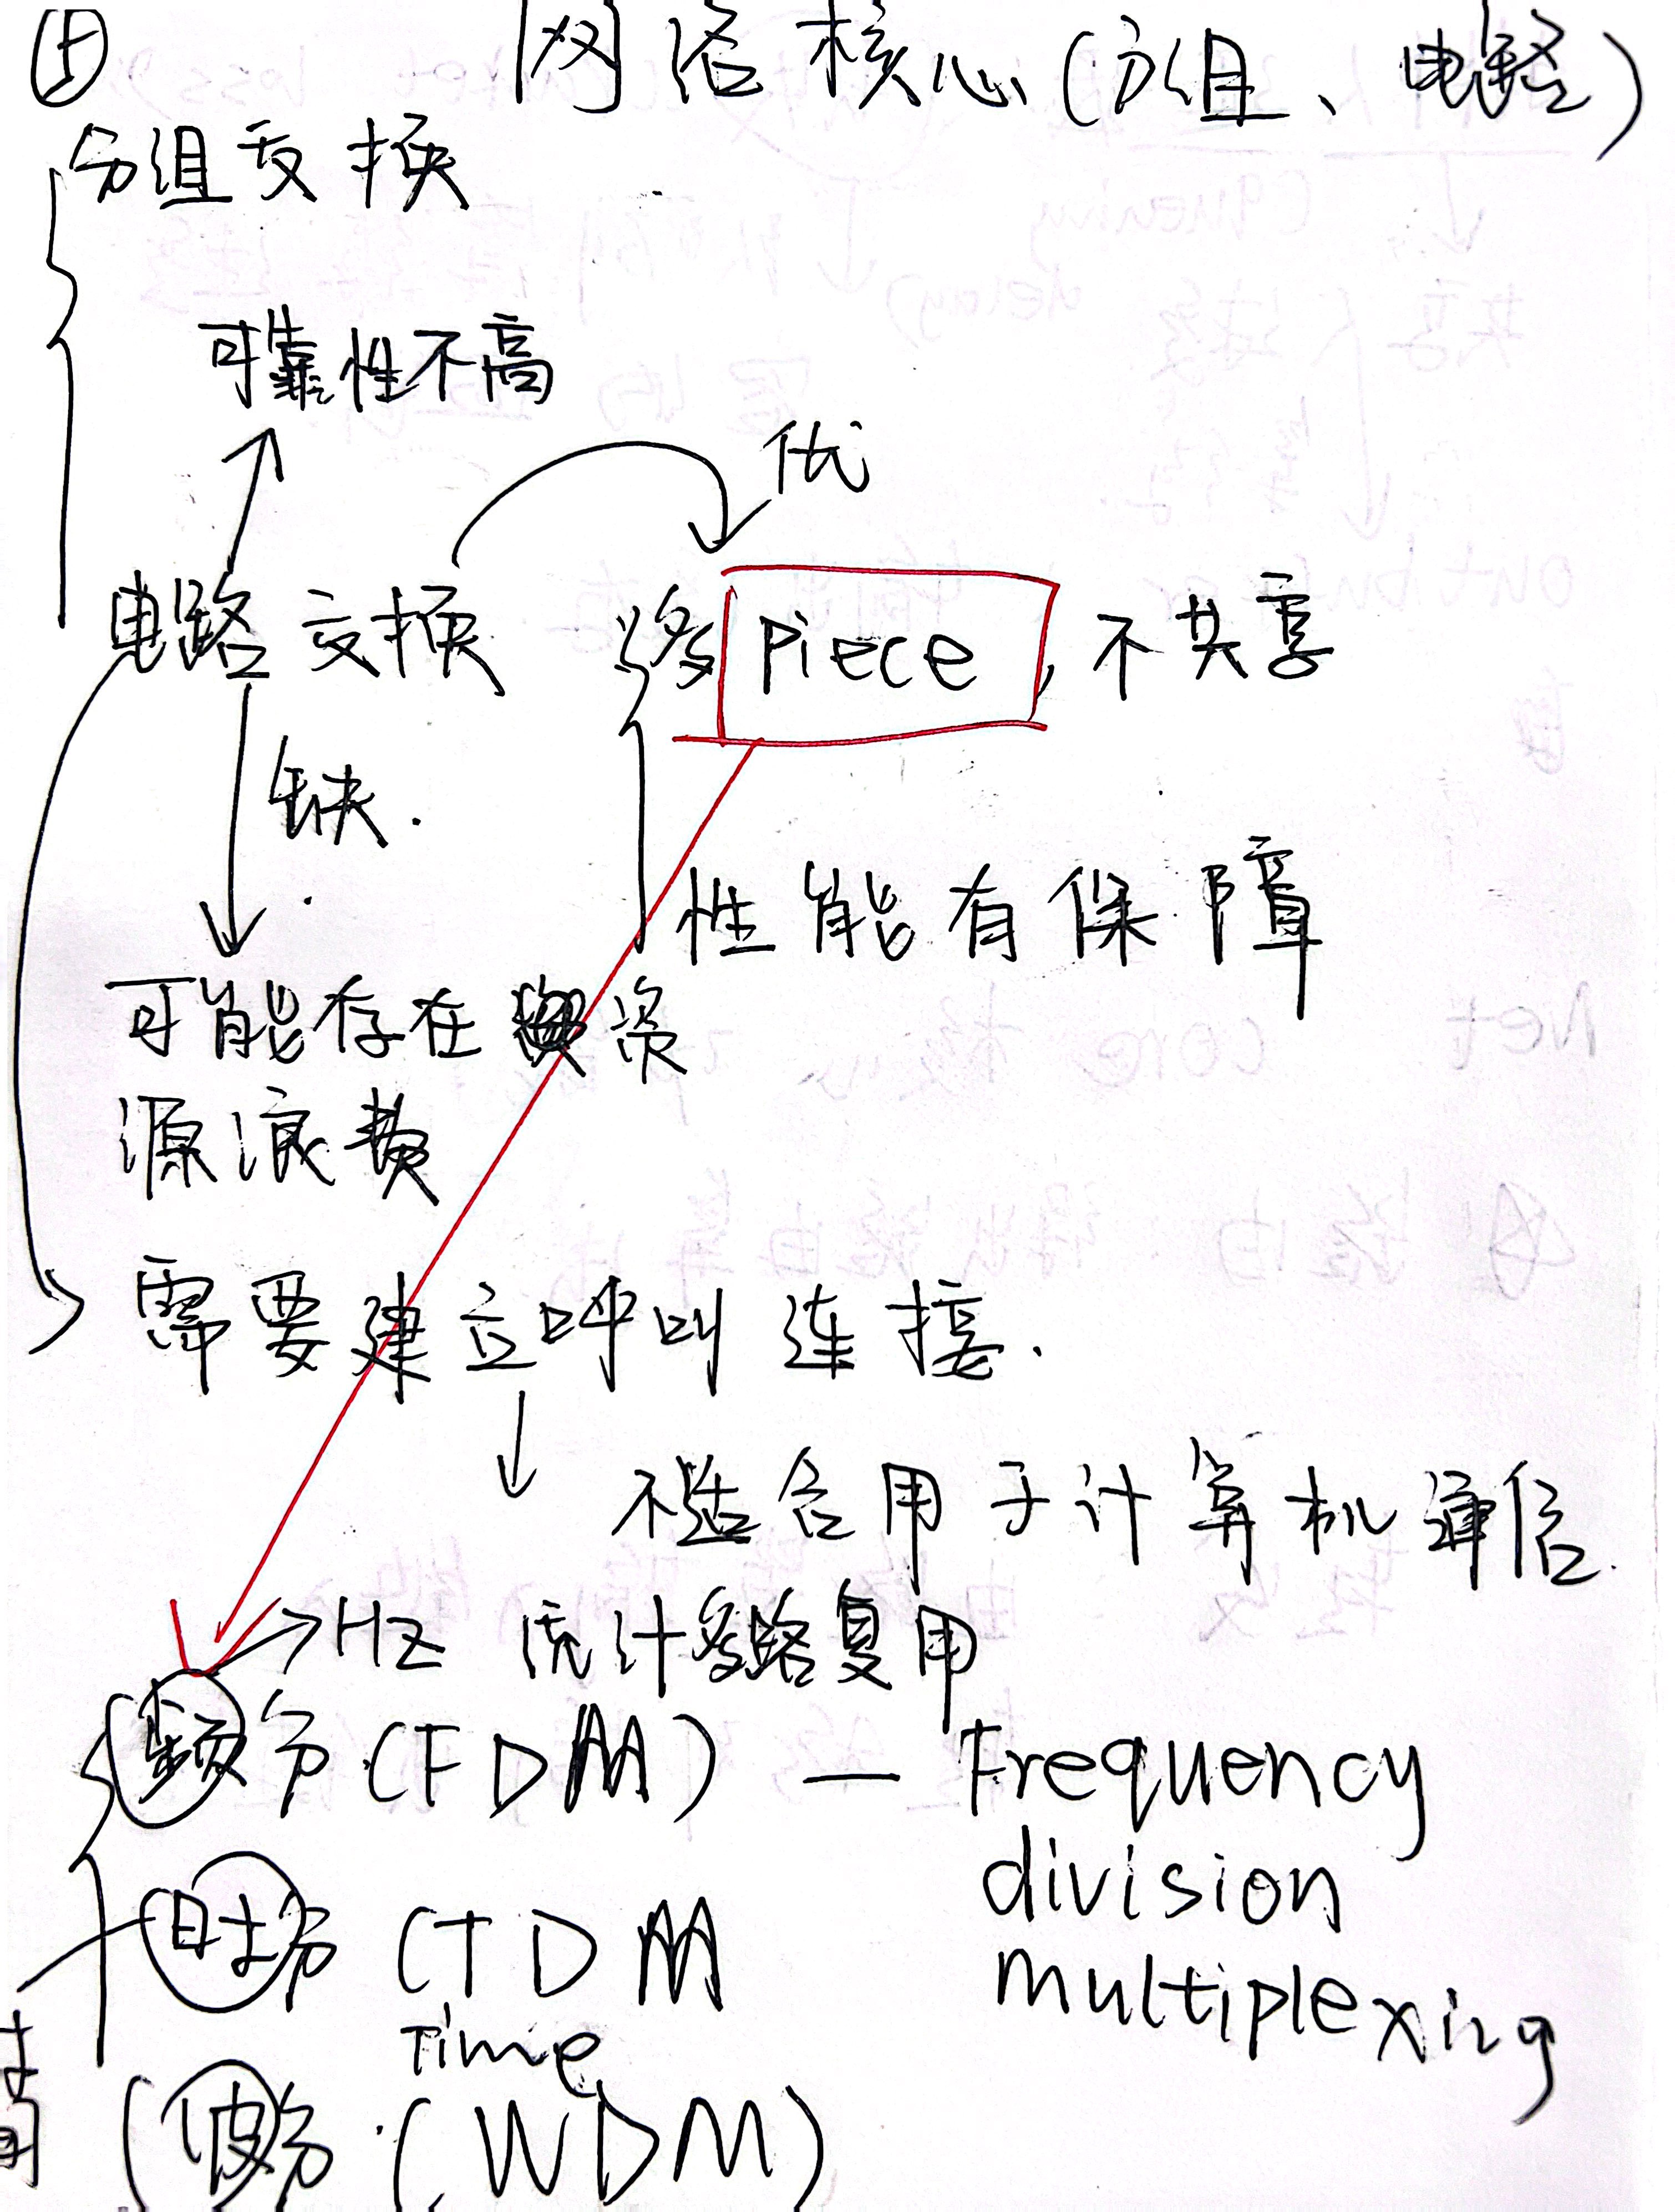 网络核心(分组、电路)
分组交换
可靠性不高
优
电路交换 多 Piece, 不共享
缺.
性能有保障
可能存在资
源浪费
需要建立呼叫连接.
不适合用于计算机通信.
Hz 统计多路复用
频分(FDM) — Frequency
division
multiplexing
时分 (TDM
Time
波分(WDM)